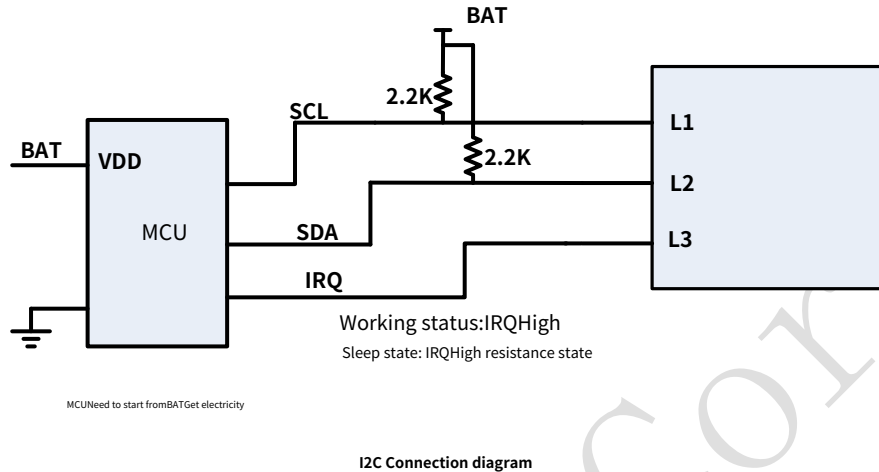 BAT
2.2K
SCL
L1
BAT
VDD
2.2K
L2
MCU
SDA
L3
IRQ
Working status:IRQHigh
Sleep state: IRQHigh resistance state
MCUNeed to start fromBATGet electricity
I2C Connection diagram
Cor